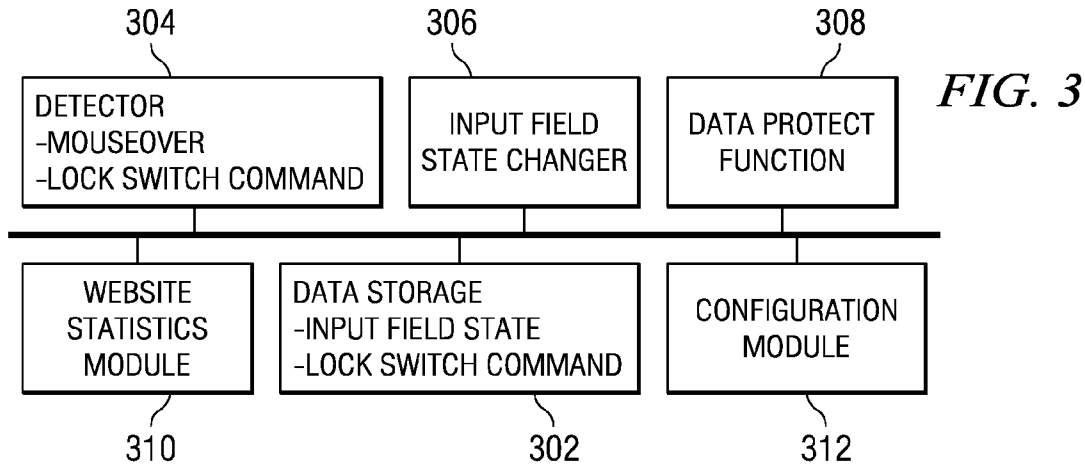 304
306
308
FIG. 3
DETECTOR
-MOUSEOVER
-LOCK SWITCH COMMAND
INPUT FIELD
STATE CHANGER
DATA PROTECT
FUNCTION
WEBSITE
STATISTICS
MODULE
DATA STORAGE
-INPUT FIELD STATE
-LOCK SWITCH COMMAND
CONFIGURATION
MODULE
310
302
312